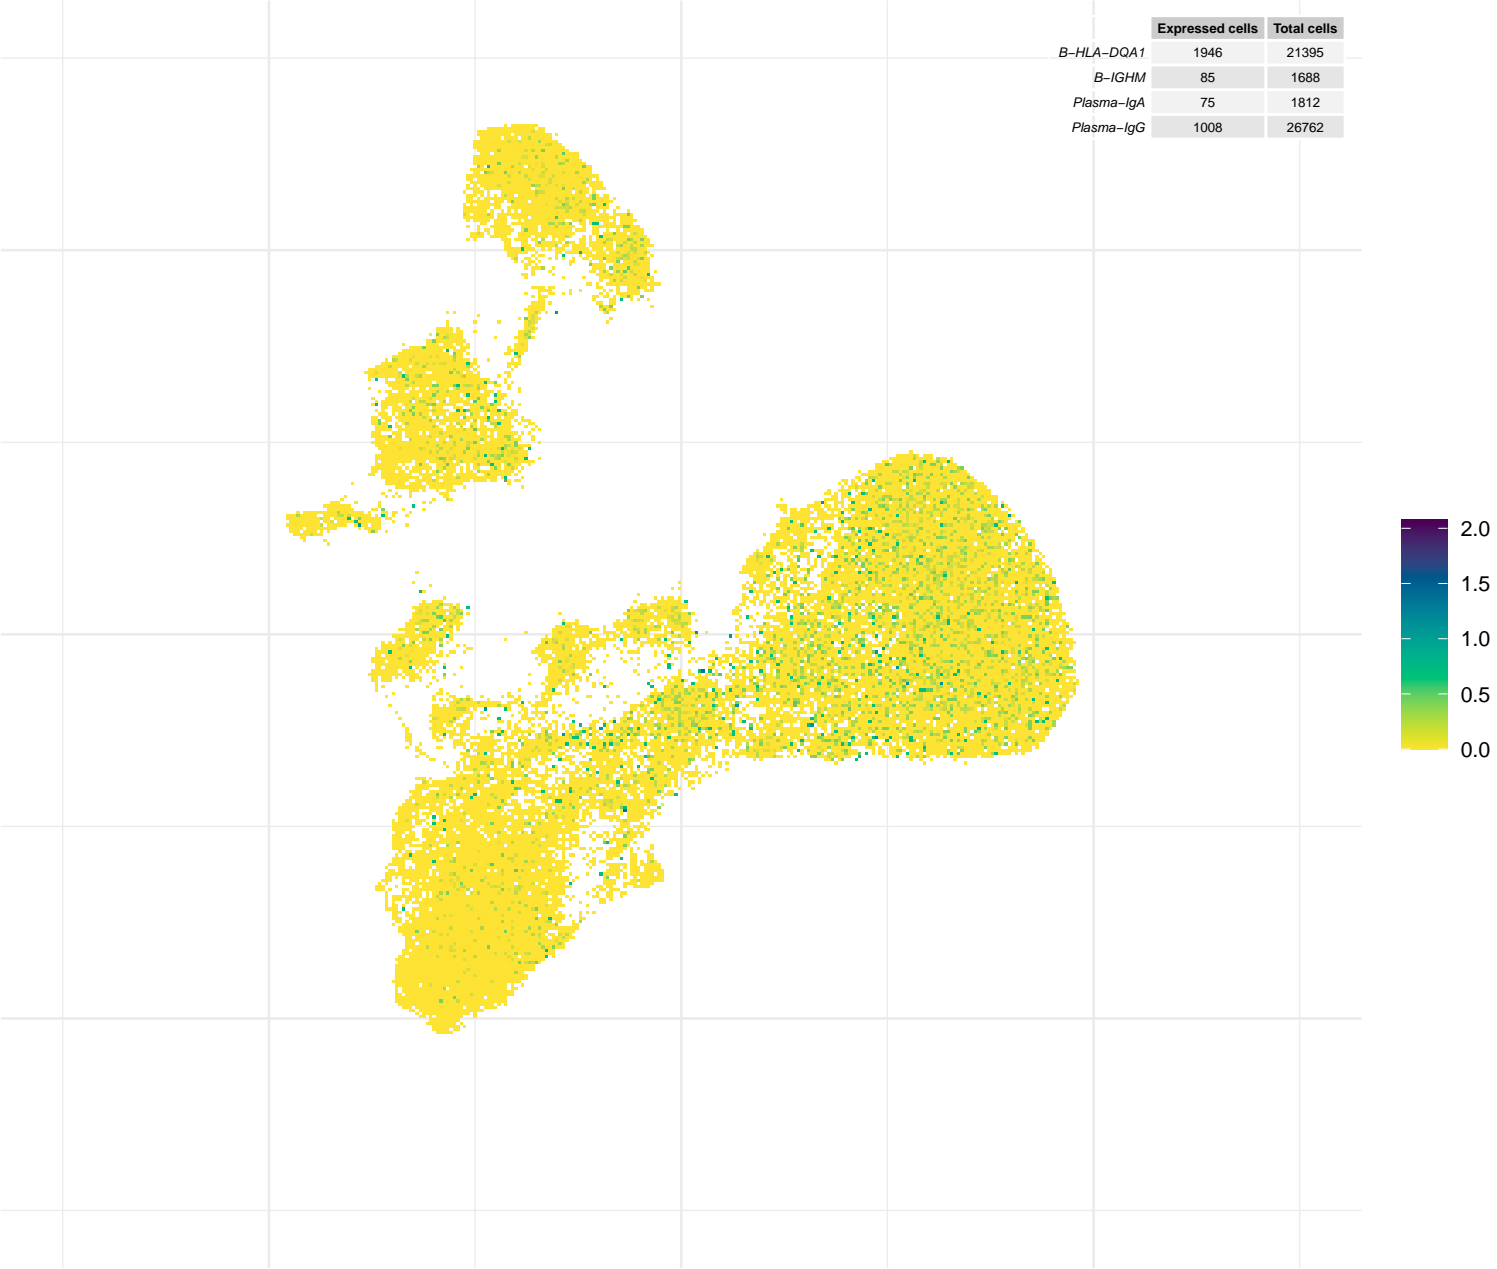 Expressed cells Total cells
B−HLA−DQA1 1946 21395
B−IGHM 85 1688
Plasma−IgA 75 1812
Plasma−IgG 1008 26762
2.0
1.5
1.0
0.5
0.0